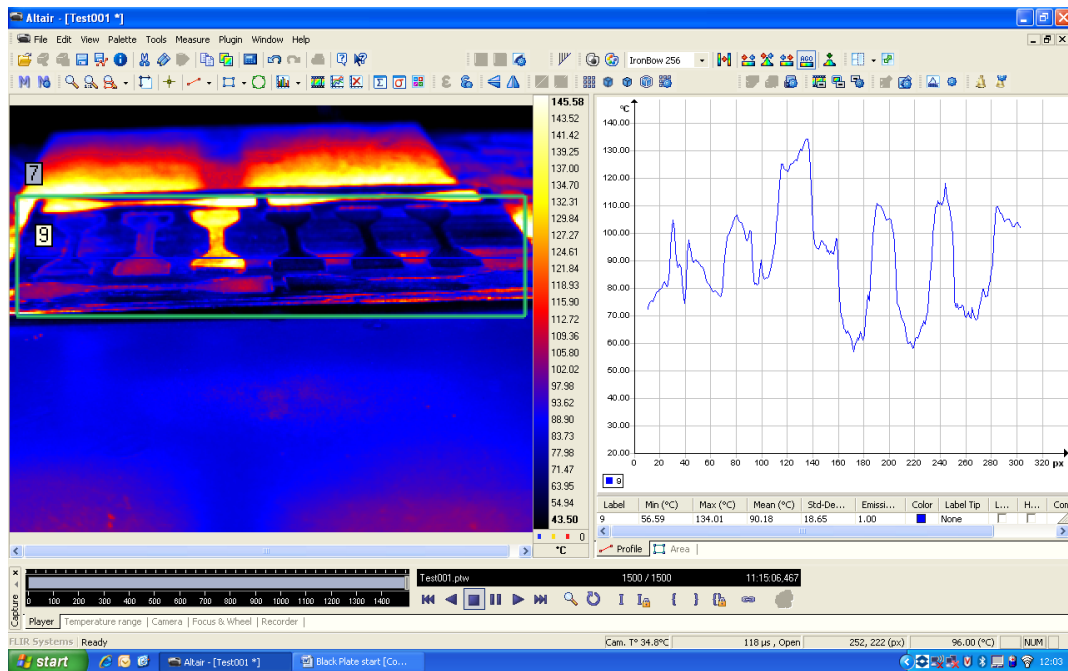 Altair - [Test001 *]
File Edit View Palette Tools Measure Plugin Window Help
IronBow 256
AGO
7
9
145.58
143.52
141.42
139.25
137.00
134.70
132.31
129.84
127.27
124.61
121.84
118.93
115.90
112.72
109.36
105.80
102.02
97.98
93.62
88.90
83.73
77.98
71.47
63.95
54.94
43.50
0
°C
°C
140.00
130.00
120.00
110.00
100.00
90.00
80.00
70.00
60.00
50.00
40.00
30.00
20.00
0 20 40 60 80 100 120 140 160 180 200 220 240 260 280 300 320 px
9
Label Min (°C) Max (°C) Mean (°C) Std-De... Emissi... Color Label Tip L... H... Con
9 56.59 134.01 90.18 18.65 1.00 None
Profile Area
Capture
0 100 200 300 400 500 600 700 800 900 1000 1100 1200 1300 1400
Test001.ptw 1500 / 1500 11:15:06,467
Player Temperature range Camera Focus & Wheel Recorder
FLIR Systems Ready Cam. T° 34.8°C 118 µs , Open 252, 222 (px) 96.00 (°C) NUM
start Altair - [Test001 *] Black Plate start [Co... 12:03